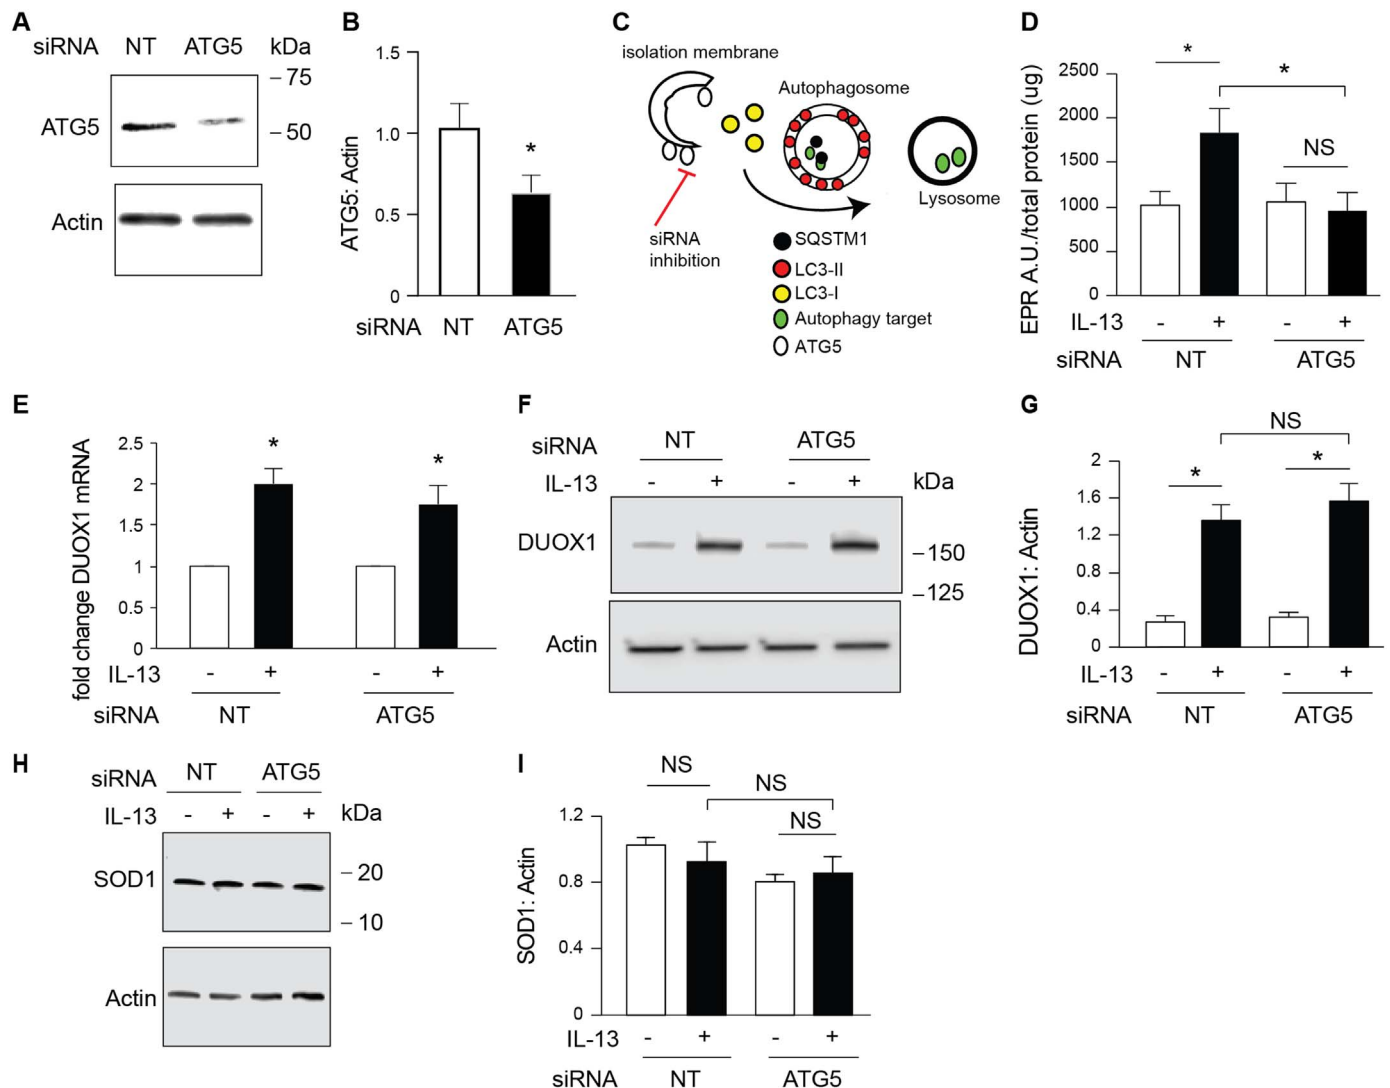 A
siRNA NT ATG5 kDa
–75
ATG5
–50
Actin
B
1.5
1.0
0.5
0
ATG5: Actin
*
siRNA NT ATG5
C
isolation membrane
Autophagosome
Lysosome
siRNA
inhibition
SQSTM1
LC3-II
LC3-I
Autophagy target
ATG5
D
EPR A.U./total protein (ug)
2500
2000
1500
1000
500
0
*
*
NS
IL-13 - + - +
siRNA NT ATG5
E
fold change DUOX1 mRNA
2.5
2
1.5
1
0.5
0
*
*
IL-13 - + - +
siRNA NT ATG5
F
siRNA NT ATG5
IL-13 - + - + kDa
DUOX1
–150
–125
Actin
G
DUOX1: Actin
2
1.6
1.2
0.8
0.4
0
NS
*
*
IL-13 - + - +
siRNA NT ATG5
H
siRNA NT ATG5
IL-13 - + - + kDa
SOD1
– 20
– 10
Actin
I
SOD1: Actin
1.2
0.8
0.4
0
NS
NS
NS
IL-13 - + - +
siRNA NT ATG5